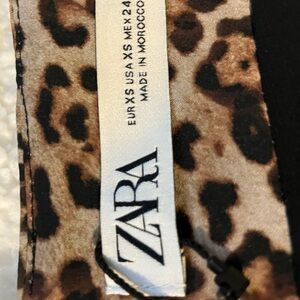 ZARA
EUR XS USA XS MEX 24
MADE IN MOROCCO